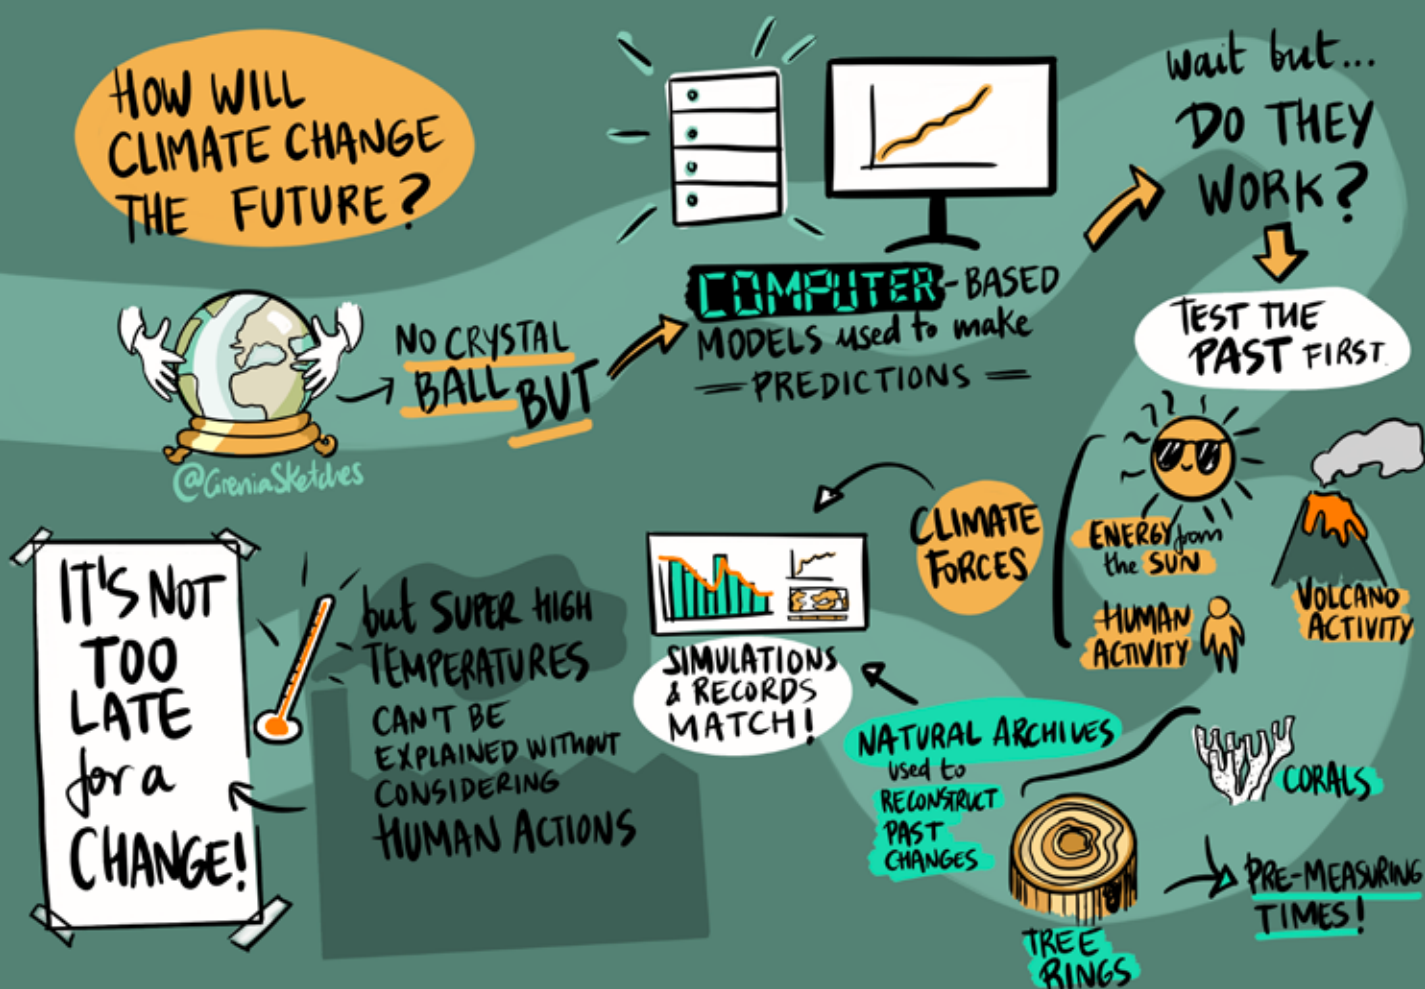 HOW WILL
CLIMATE CHANGE
THE FUTURE?
@CireniaSketches
NO CRYSTAL
BALL BUT
COMPUTER-BASED
MODELS used to make
PREDICTIONS
wait but...
DO THEY
WORK?
TEST THE
PAST FIRST.
ENERGY from
the SUN
VOLCANO
ACTIVITY
HUMAN
ACTIVITY
CLIMATE
FORCES
NATURAL ARCHIVES
used to
RECONSTRUCT
PAST
CHANGES
CORALS
TREE
RINGS
PRE-MEASURING
TIMES!
SIMULATIONS
& RECORDS
MATCH!
but SUPER HIGH
TEMPERATURES
CAN'T BE
EXPLAINED WITHOUT
CONSIDERING
HUMAN ACTIONS
IT'S NOT
TOO
LATE
for a
CHANGE!